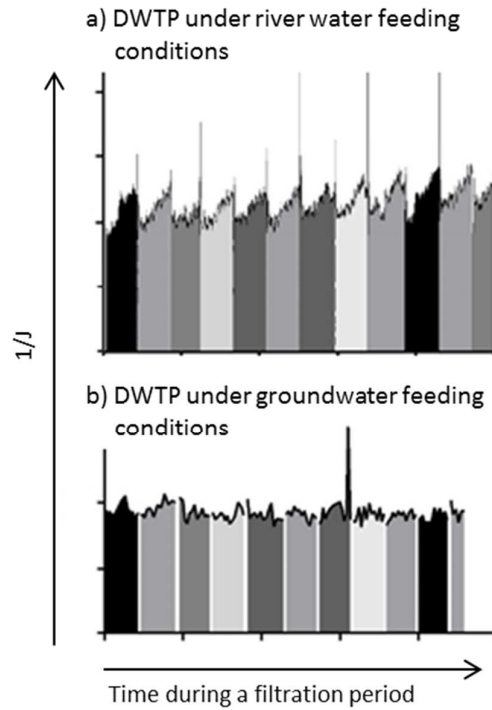 a) DWTP under river water feeding
conditions
1/J
b) DWTP under groundwater feeding
conditions
Time during a filtration period